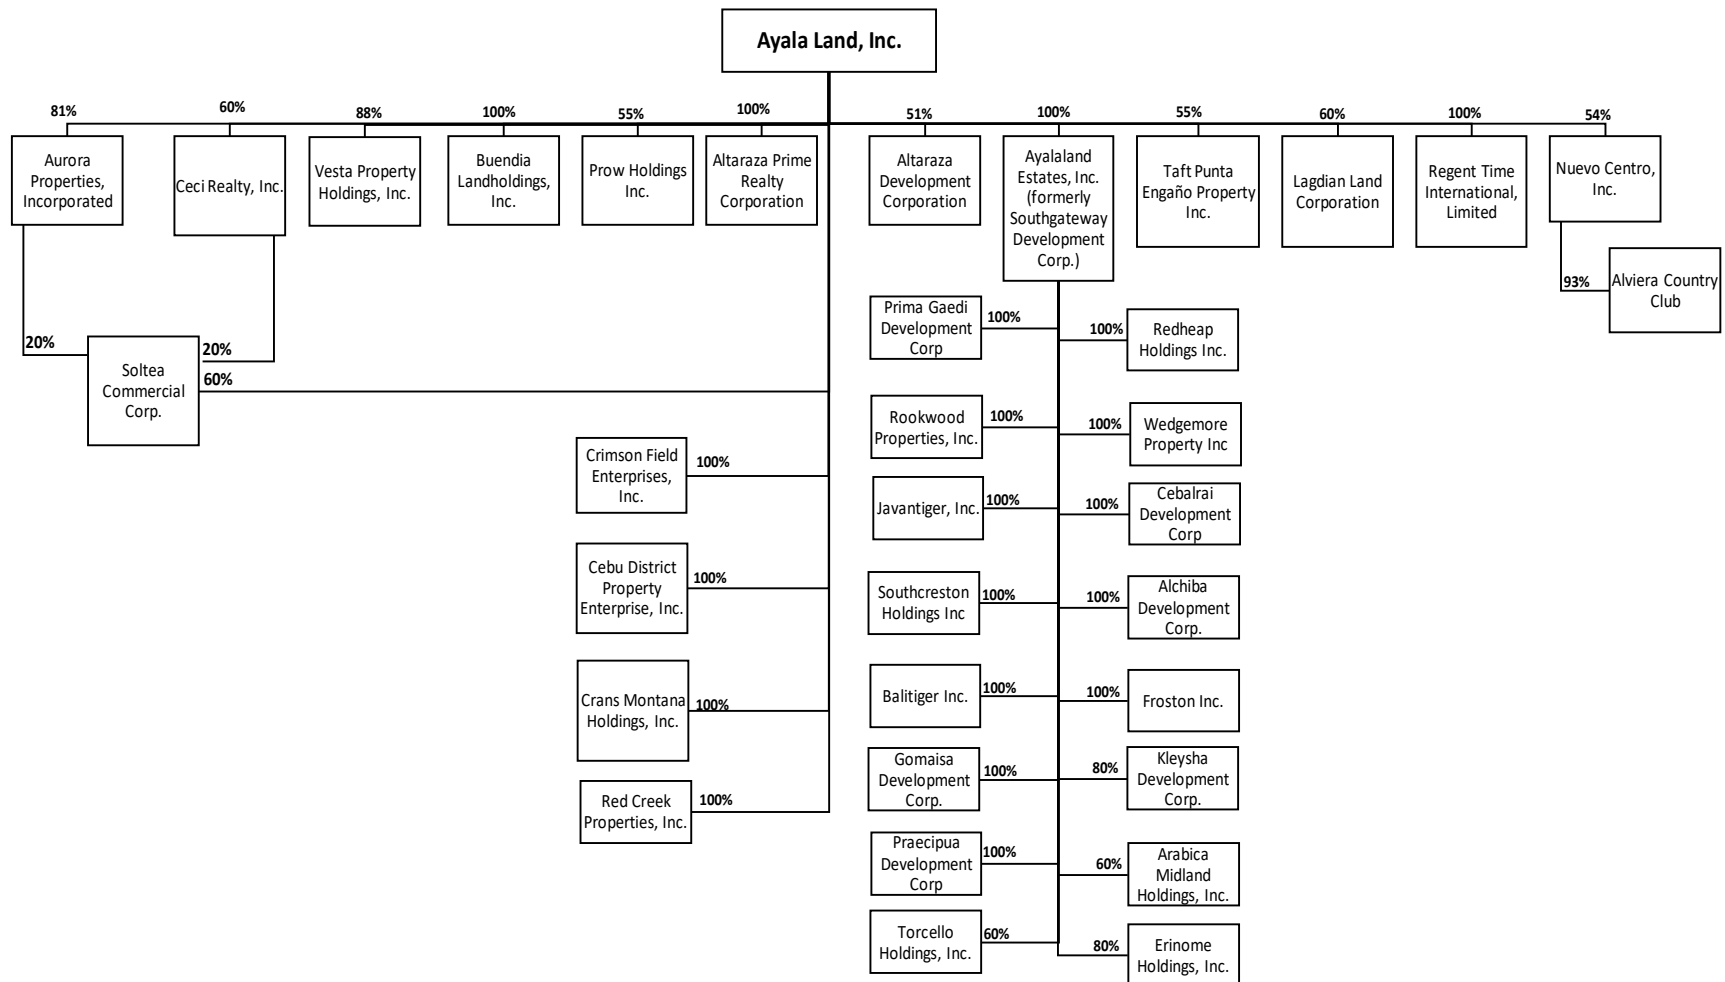 Ayala Land, Inc.
81%
60%
88%
100%
55%
100%
51%
100%
55%
60%
100%
54%
Aurora
Properties,
Incorporated
Ceci Realty, Inc.
Vesta Property
Holdings, Inc.
Buendia
Landholdings,
Inc.
Prow Holdings
Inc.
Altaraza Prime
Realty
Corporation
Altaraza
Development
Corporation
Ayalaland
Estates, Inc.
(formerly
Southgateway
Development
Corp.)
Taft Punta
Engaño Property
Inc.
Lagdian Land
Corporation
Regent Time
International,
Limited
Nuevo Centro,
Inc.
93%
Alviera Country
Club
20%
Soltea
Commercial
Corp.
20%
60%
Crimson Field
Enterprises,
Inc.
100%
Cebu District
Property
Enterprise, Inc.
100%
Crans Montana
Holdings, Inc.
100%
Red Creek
Properties, Inc.
100%
Prima Gaedi
Development
Corp
100%
100%
Redheap
Holdings Inc.
Rookwood
Properties, Inc.
100%
100%
Wedgemore
Property Inc
Javantiger, Inc.
100%
100%
Cebalrai
Development
Corp
Southcreston
Holdings Inc
100%
100%
Alchiba
Development
Corp.
Balitiger Inc.
100%
100%
Froston Inc.
Gomaisa
Development
Corp.
100%
80%
Kleysha
Development
Corp.
Praecipua
Development
Corp
100%
60%
Arabica
Midland
Holdings, Inc.
Torcello
Holdings, Inc.
60%
80%
Erinome
Holdings, Inc.